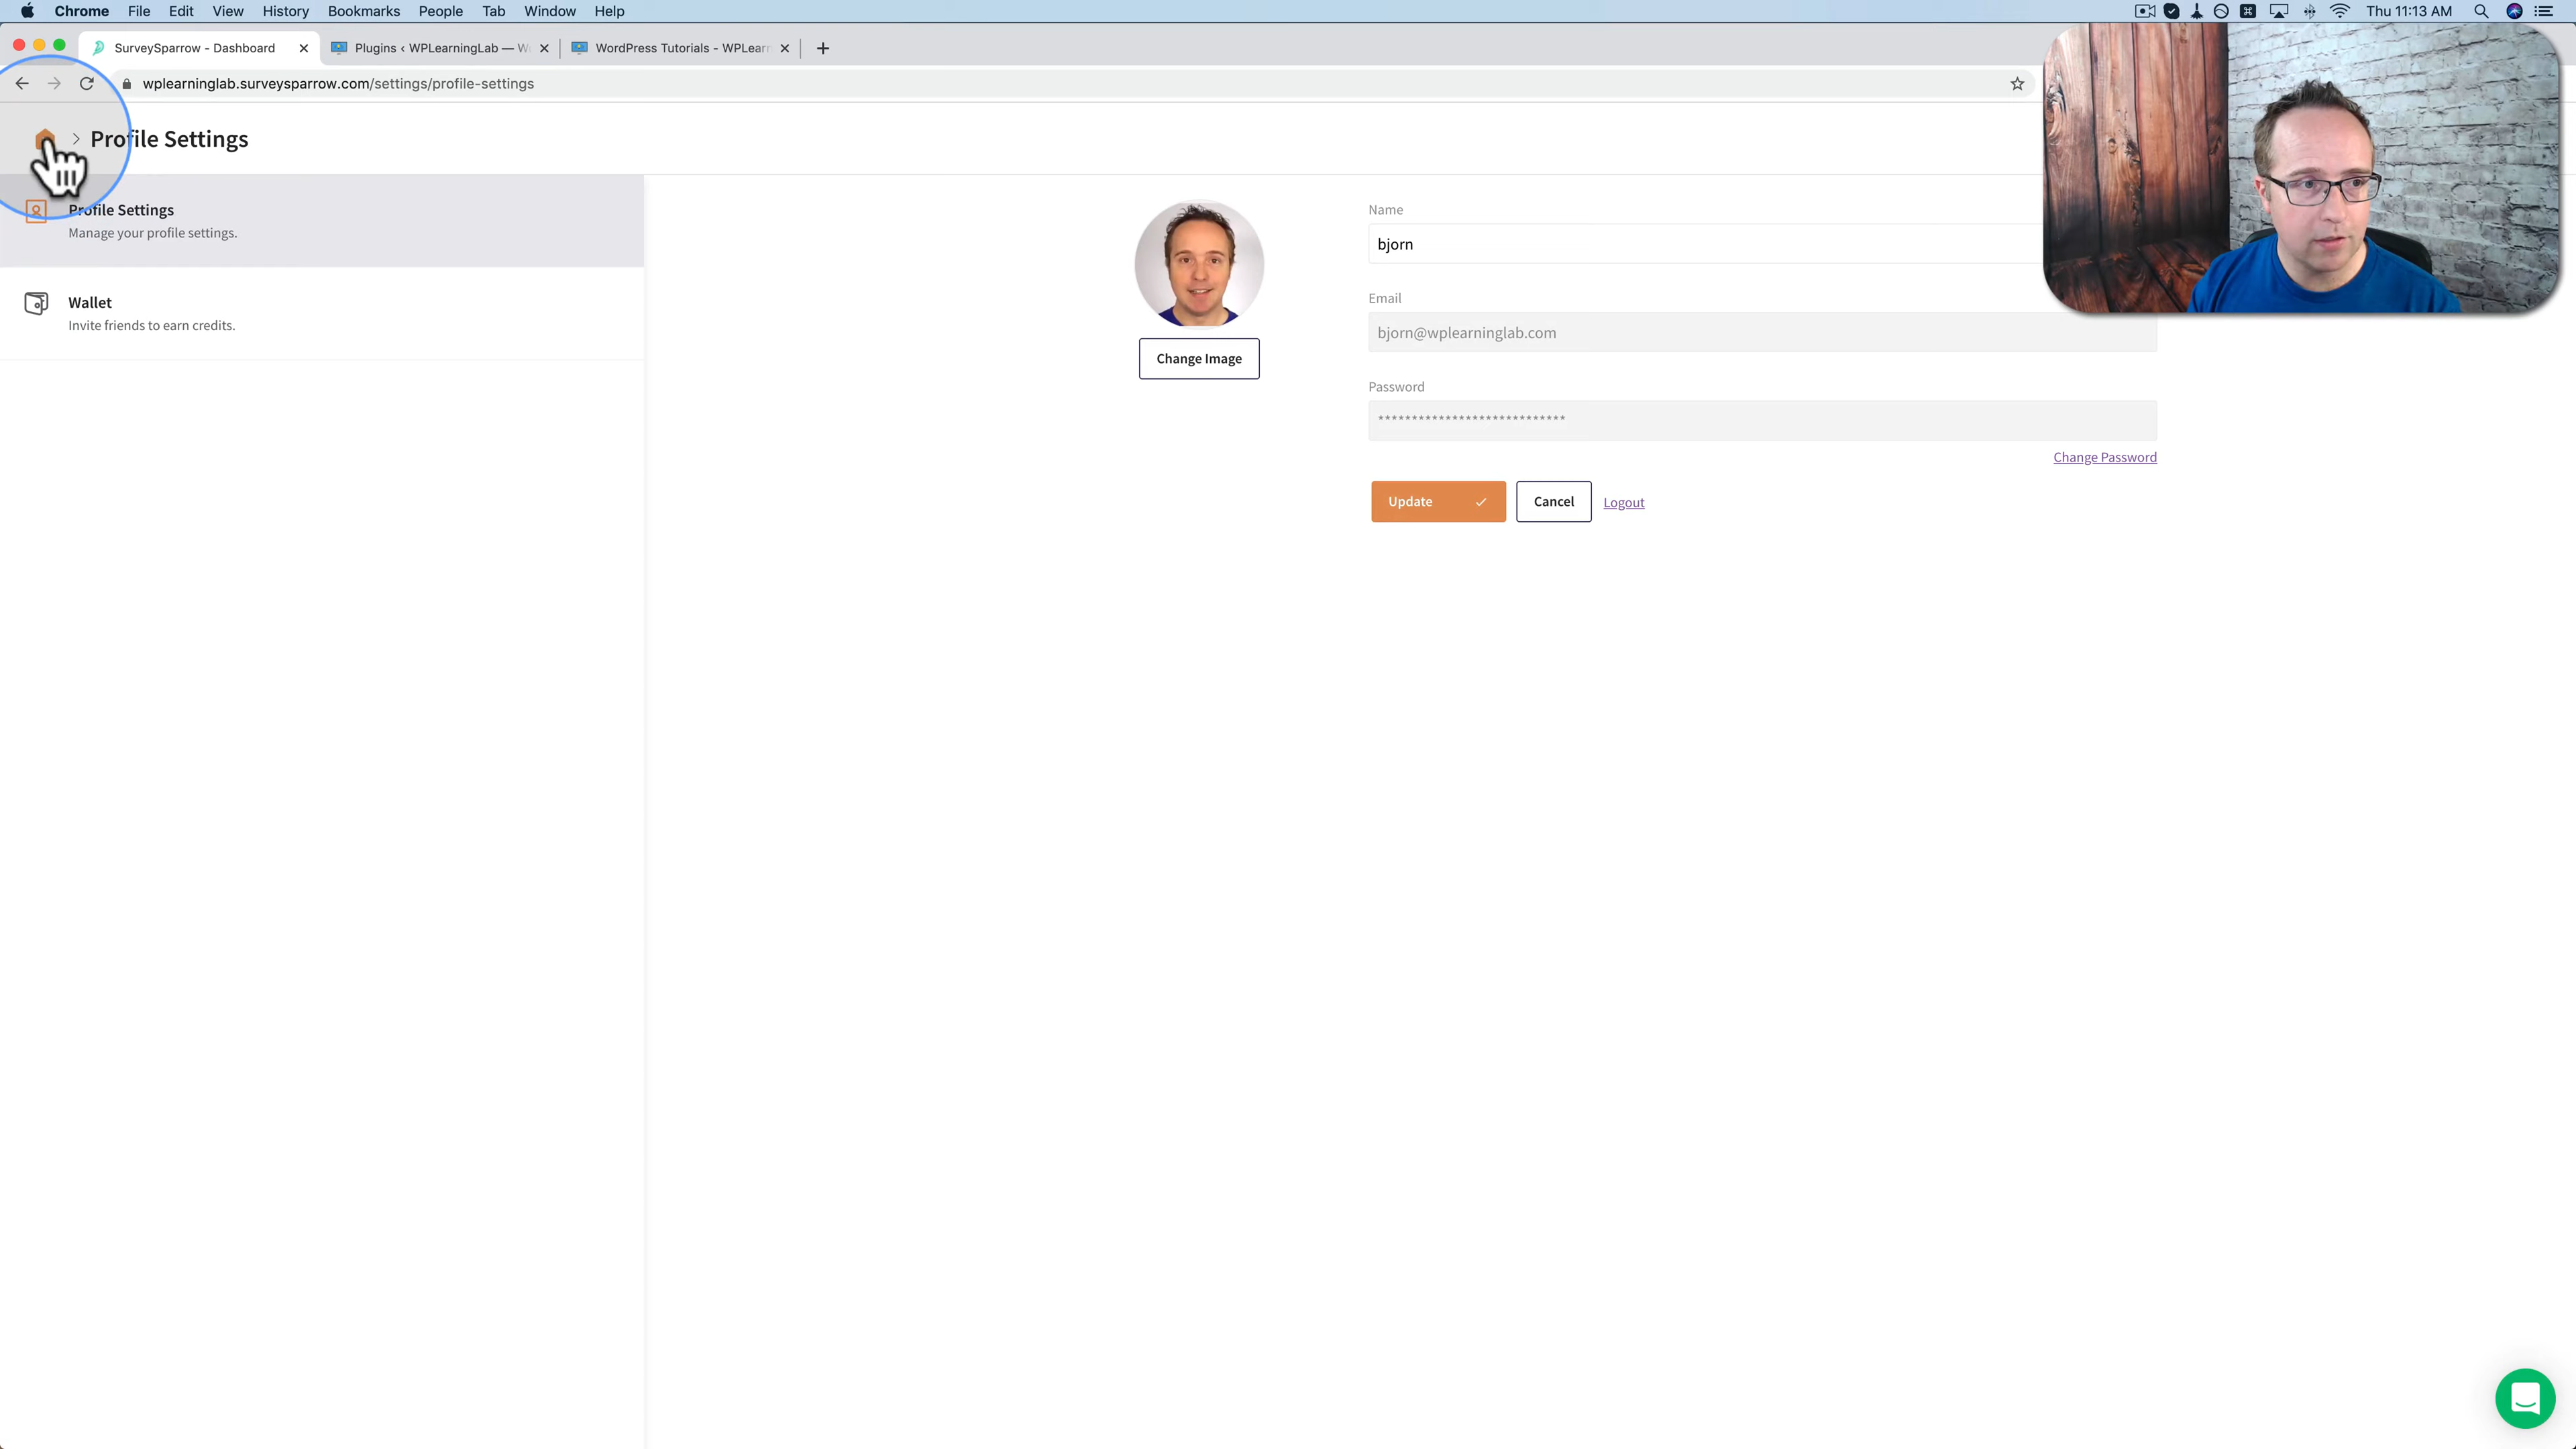 Chrome File Edit View History Bookmarks People Tab Window Help Thu 11:13 AM
SurveySparrow - Dashboard Plugins ‹ WPLearningLab — W WordPress Tutorials - WPLearn
wplearninglab.surveysparrow.com/settings/profile-settings
Profile Settings
Profile Settings
Manage your profile settings.
Wallet
Invite friends to earn credits.
Change Image
Name
bjorn
Email
bjorn@wplearninglab.com
Password
****************************
Change Password
Update Cancel Logout